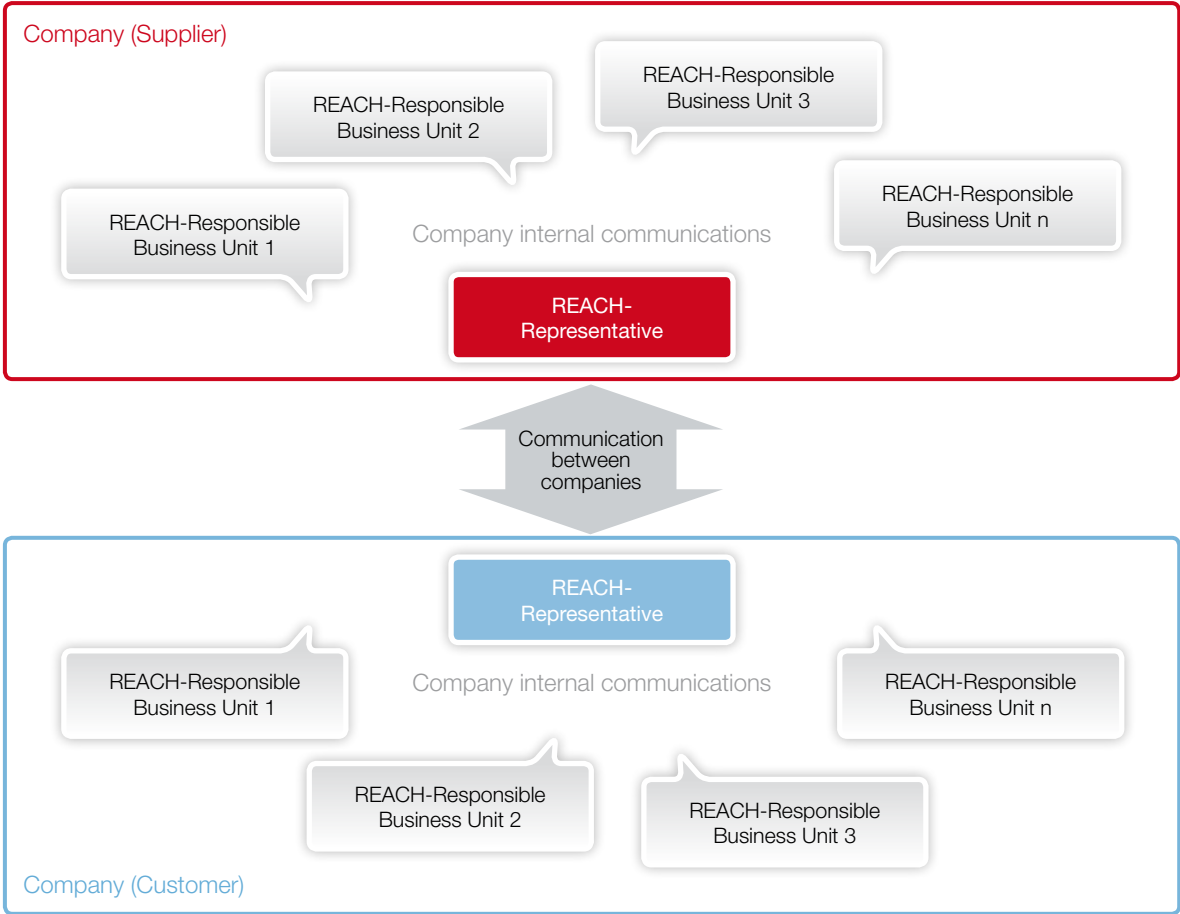 Company (Supplier)
REACH-Responsible
Business Unit 3
REACH-Responsible
Business Unit 2
REACH-Responsible
Business Unit n
REACH-Responsible
Business Unit 1
Company internal communications
REACH-
Representative
Communication
between
companies
REACH-
Representative
REACH-Responsible
Business Unit 1
Company internal communications
REACH-Responsible
Business Unit n
REACH-Responsible
Business Unit 2
REACH-Responsible
Business Unit 3
Company (Customer)